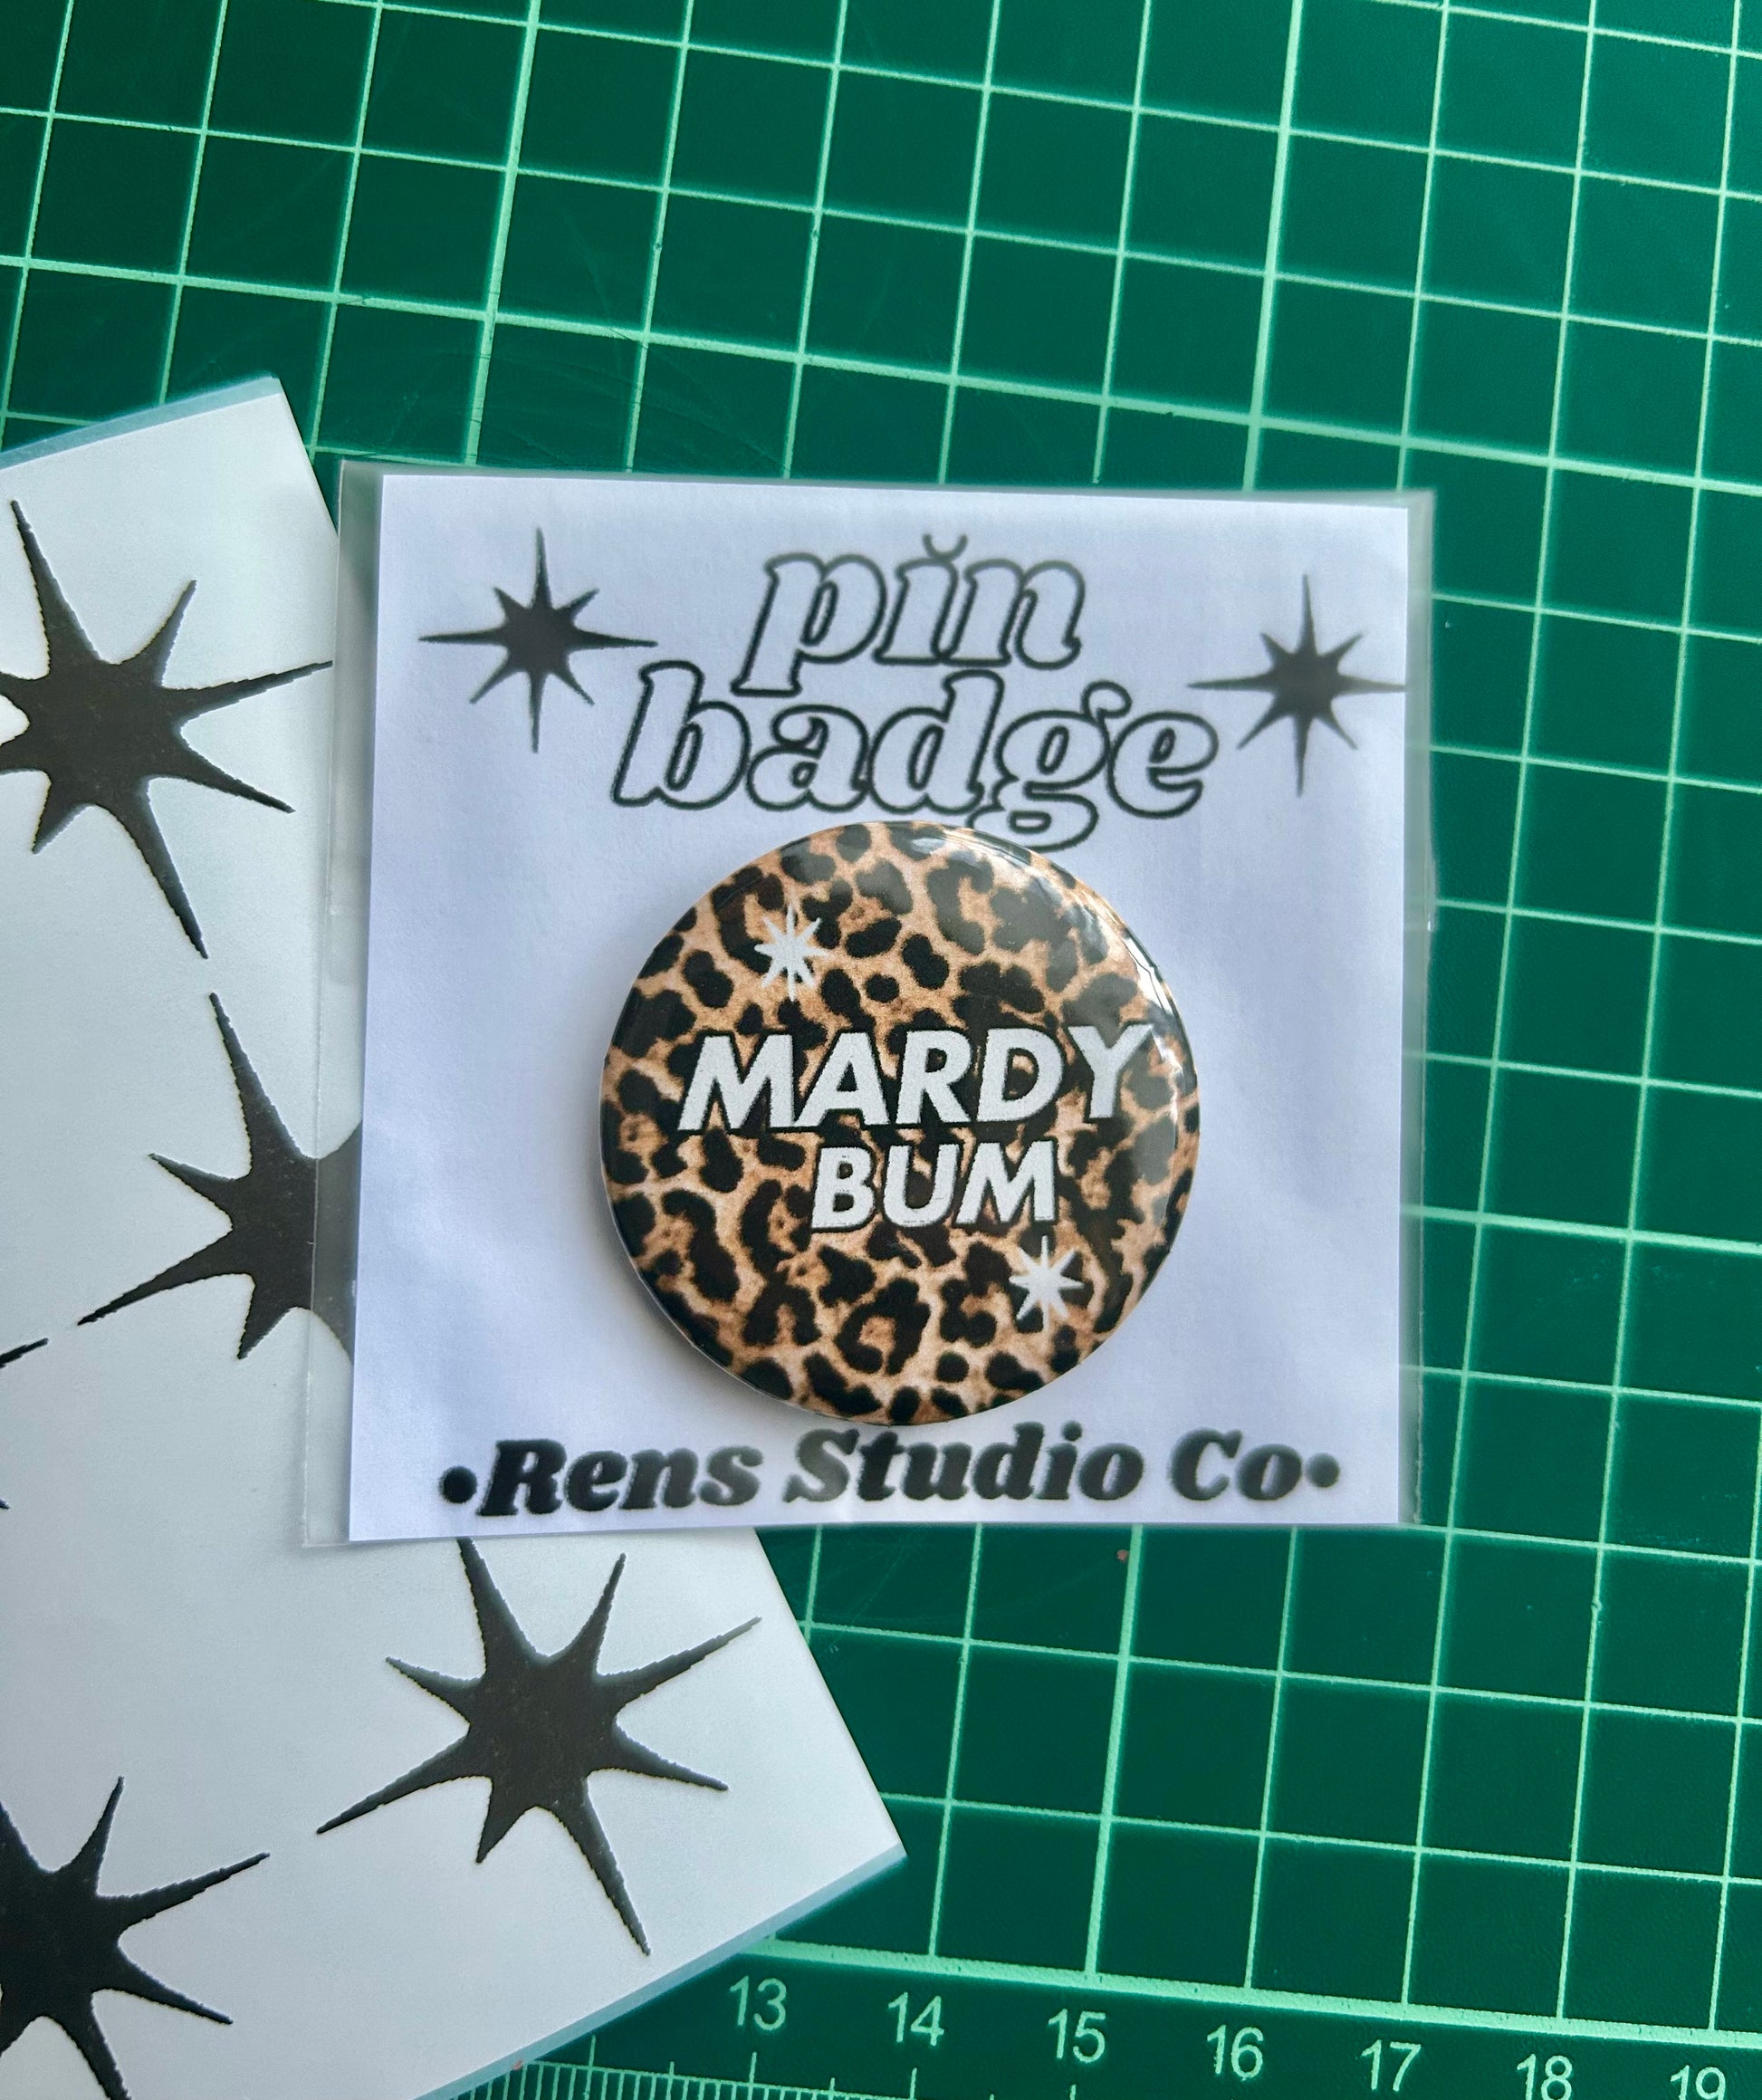 pin
badge
MARDY
BUM
•Rens Studio Co•
13 14 15 16 17 18 19